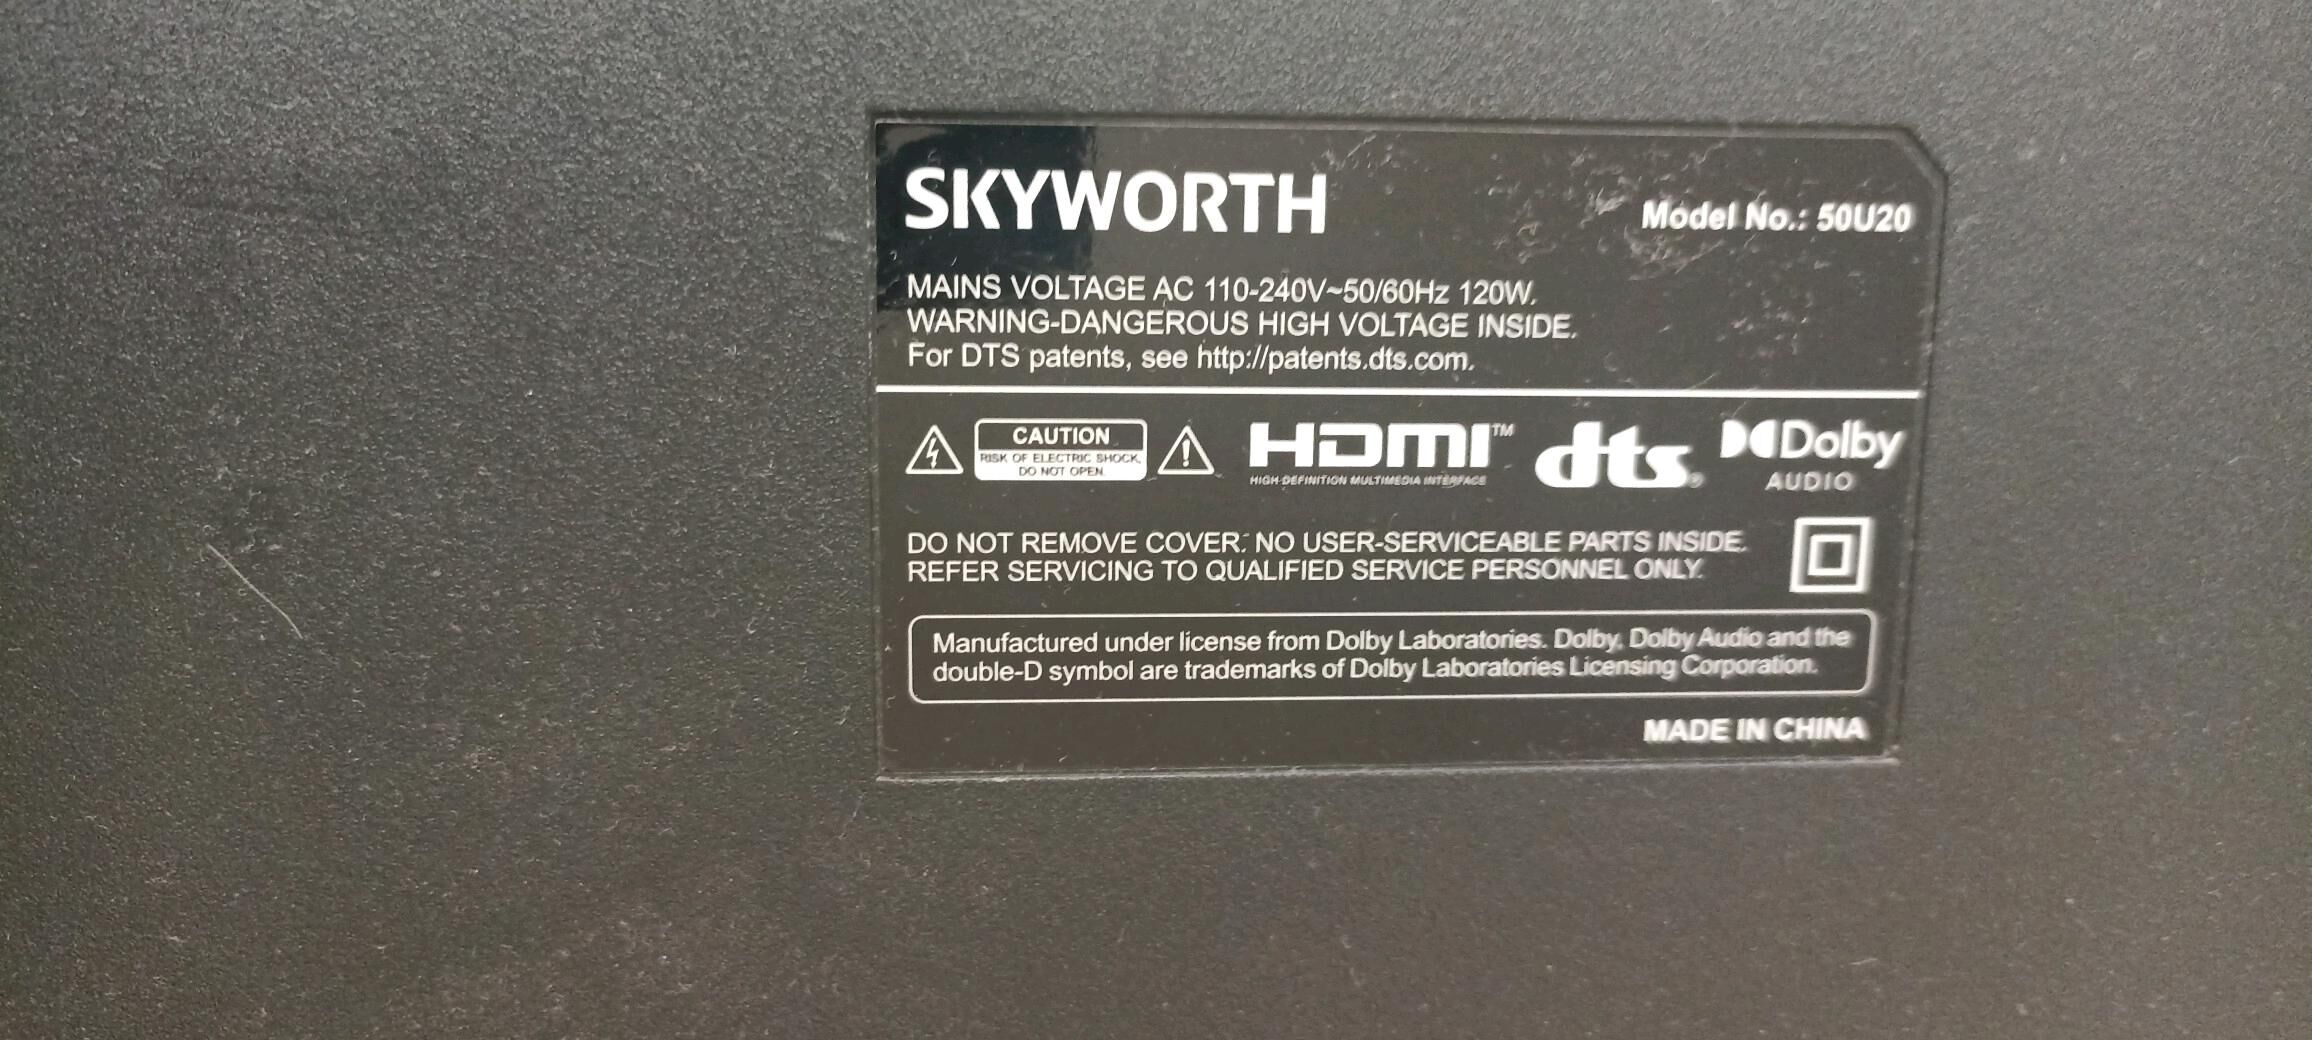 SKYWORTH
Model No.: 50U20
MAINS VOLTAGE AC 110-240V~50/60Hz 120W.
WARNING-DANGEROUS HIGH VOLTAGE INSIDE.
For DTS patents, see http://patents.dts.com.
CAUTION
RISK OF ELECTRIC SHOCK,
DO NOT OPEN.
HDMI™
HIGH-DEFINITION MULTIMEDIA INTERFACE
dts®
Dolby
AUDIO
DO NOT REMOVE COVER. NO USER-SERVICEABLE PARTS INSIDE.
REFER SERVICING TO QUALIFIED SERVICE PERSONNEL ONLY.
Manufactured under license from Dolby Laboratories. Dolby, Dolby Audio and the
double-D symbol are trademarks of Dolby Laboratories Licensing Corporation.
MADE IN CHINA